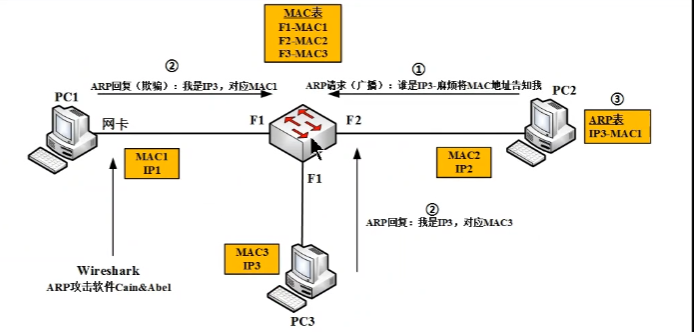 MAC表
F1-MAC1
F2-MAC2
F3-MAC3
②
ARP回复（欺骗）：我是IP3，对应MAC1
①
ARP请求（广播）：谁是IP3-麻烦将MAC地址告知我
PC1
网卡
F1
F2
PC2
③
ARP表
IP3-MAC1
MAC1
IP1
MAC2
IP2
F1
②
ARP回复：我是IP3，对应MAC3
MAC3
IP3
Wireshark
ARP攻击软件Cain&Abel
PC3